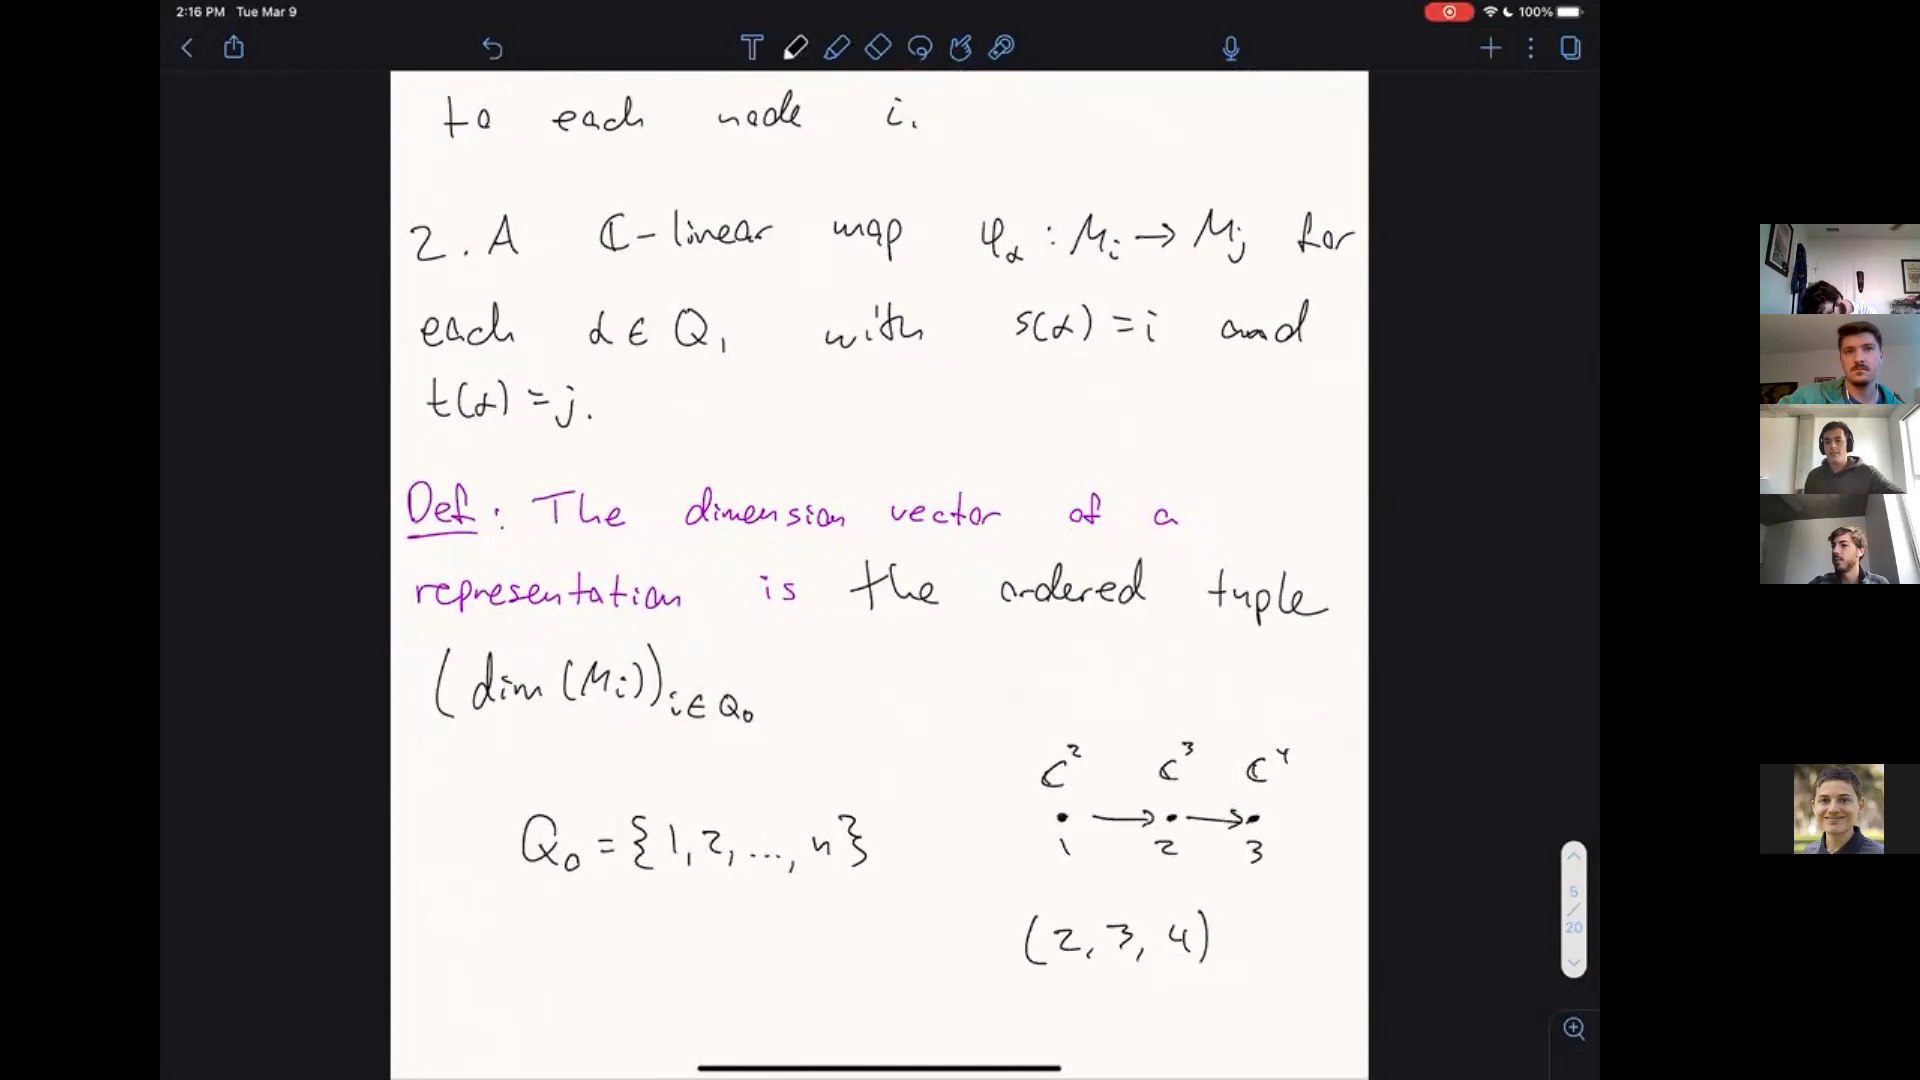 2:16 PM Tue Mar 9
100%
to each node i.
2. A ℂ-linear map φ_α : M_i → M_j for
each α ∈ Q_1 with s(α) = i and
t(α) = j.
Def: The dimension vector of a
representation is the ordered tuple
(dim(M_i))_{i ∈ Q_0}
ℂ^2 ℂ^3 ℂ^4
• → • → •
1 2 3
Q_0 = {1, 2, ..., n}
(2, 3, 4)
5
/
20